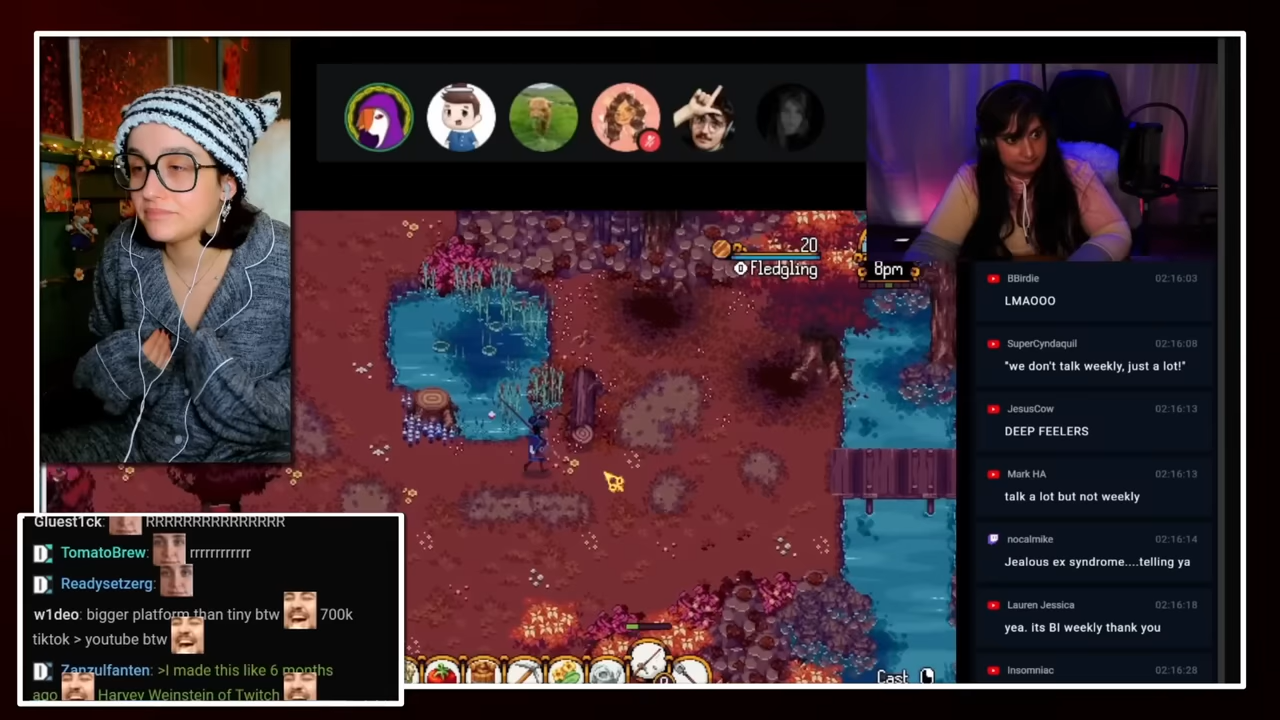 20
Fledgling
8pm
BBirdie 02:16:03
LMAOOO
SuperCyndaquil 02:16:08
"we don't talk weekly, just a lot!"
JesusCow 02:16:13
DEEP FEELERS
Mark HA 02:16:13
talk a lot but not weekly
nocalmike 02:16:14
Jealous ex syndrome....telling ya
Lauren Jessica 02:16:18
yea. its BI weekly thank you
Insomniac 02:16:28
Cast
Gluest1ck: RRRRRRRRRRRRRRR
TomatoBrew: rrrrrrrrrrr
Readysetzerg:
w1deo: bigger platform than tiny btw 700k
tiktok > youtube btw
Zanzulfanten: >I made this like 6 months
ago Harvey Weinstein of Twitch